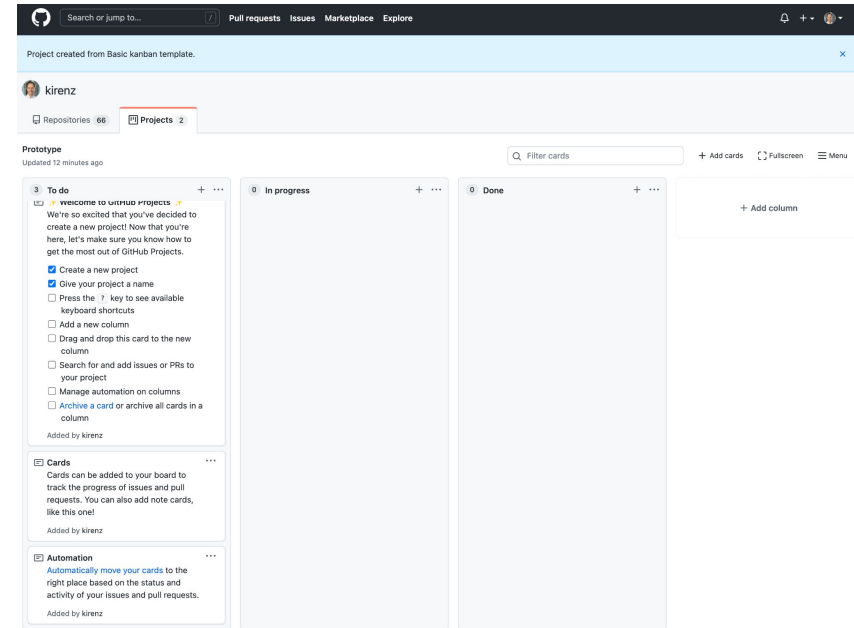 Search or jump to... /
Pull requests Issues Marketplace Explore
Project created from Basic kanban template.
kirenz
Repositories 66
Projects 2
Prototype
Updated 12 minutes ago
Filter cards
+ Add cards
Fullscreen
Menu
3 To do
✨ Welcome to GitHub Projects ✨
We're so excited that you've decided to
create a new project! Now that you're
here, let's make sure you know how to
get the most out of GitHub Projects.
Create a new project
Give your project a name
Press the ? key to see available
keyboard shortcuts
Add a new column
Drag and drop this card to the new
column
Search for and add issues or PRs to
your project
Manage automation on columns
Archive a card or archive all cards in a
column
Added by kirenz
Cards
Cards can be added to your board to
track the progress of issues and pull
requests. You can also add note cards,
like this one!
Added by kirenz
Automation
Automatically move your cards to the
right place based on the status and
activity of your issues and pull requests.
Added by kirenz
0 In progress
0 Done
+ Add column